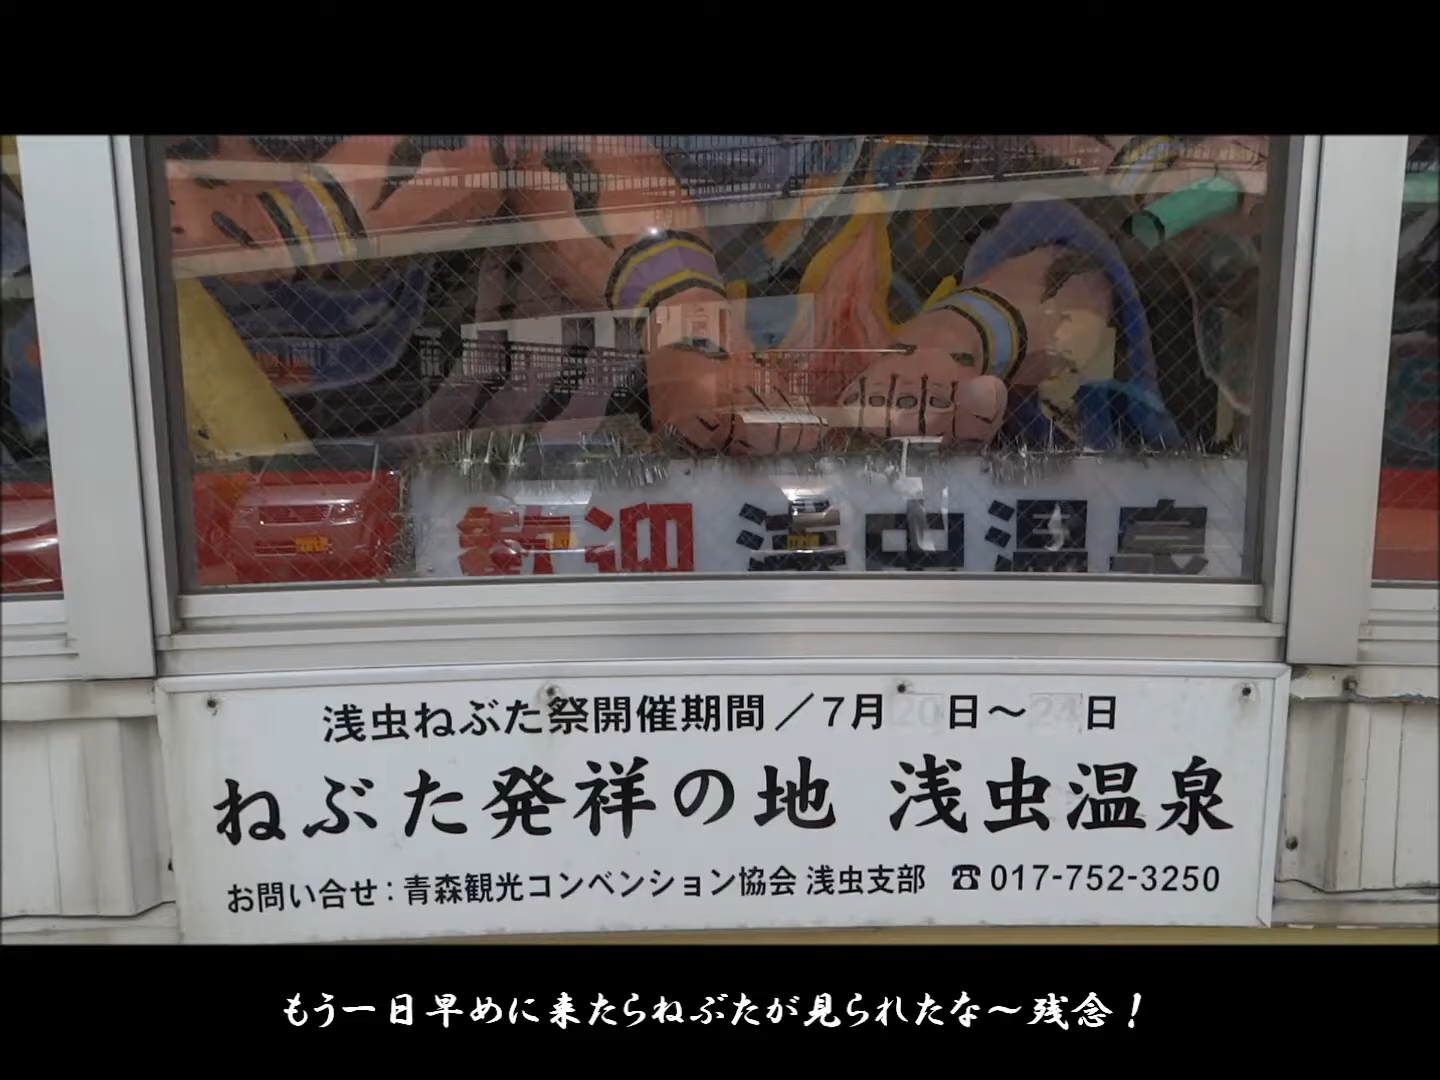 歓迎 浅虫温泉
浅虫ねぶた祭開催期間／7月20日〜24日
ねぶた発祥の地 浅虫温泉
お問い合せ：青森観光コンベンション協会 浅虫支部 ☎017-752-3250
もう一日早めに来たらねぶたが見られたな〜残念！